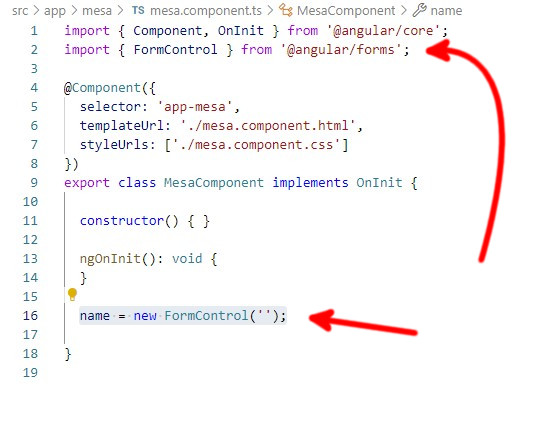 src > app > mesa > TS mesa.component.ts > MesaComponent > name
1 import { Component, OnInit } from '@angular/core';
2 import { FormControl } from '@angular/forms';
3
4 @Component({
5   selector: 'app-mesa',
6   templateUrl: './mesa.component.html',
7   styleUrls: ['./mesa.component.css']
8 })
9 export class MesaComponent implements OnInit {
10
11   constructor() { }
12
13   ngOnInit(): void {
14   }
15
16   name = new FormControl('');
17
18 }
19